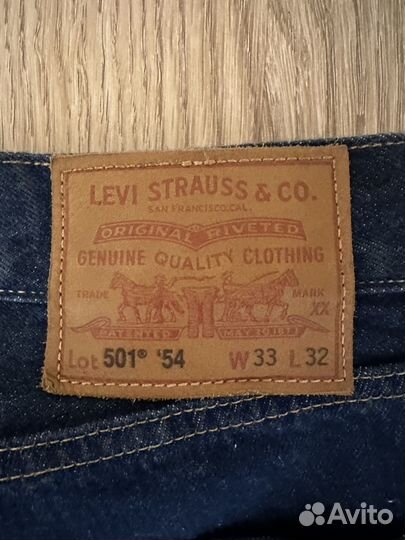 LEVI STRAUSS & CO.
SAN FRANCISCO, CAL.
ORIGINAL RIVETED
GENUINE QUALITY CLOTHING
TRADE MARK
XX
PATENTED MAY 20 1873
Lot 501® '54 W 33 L 32
Avito